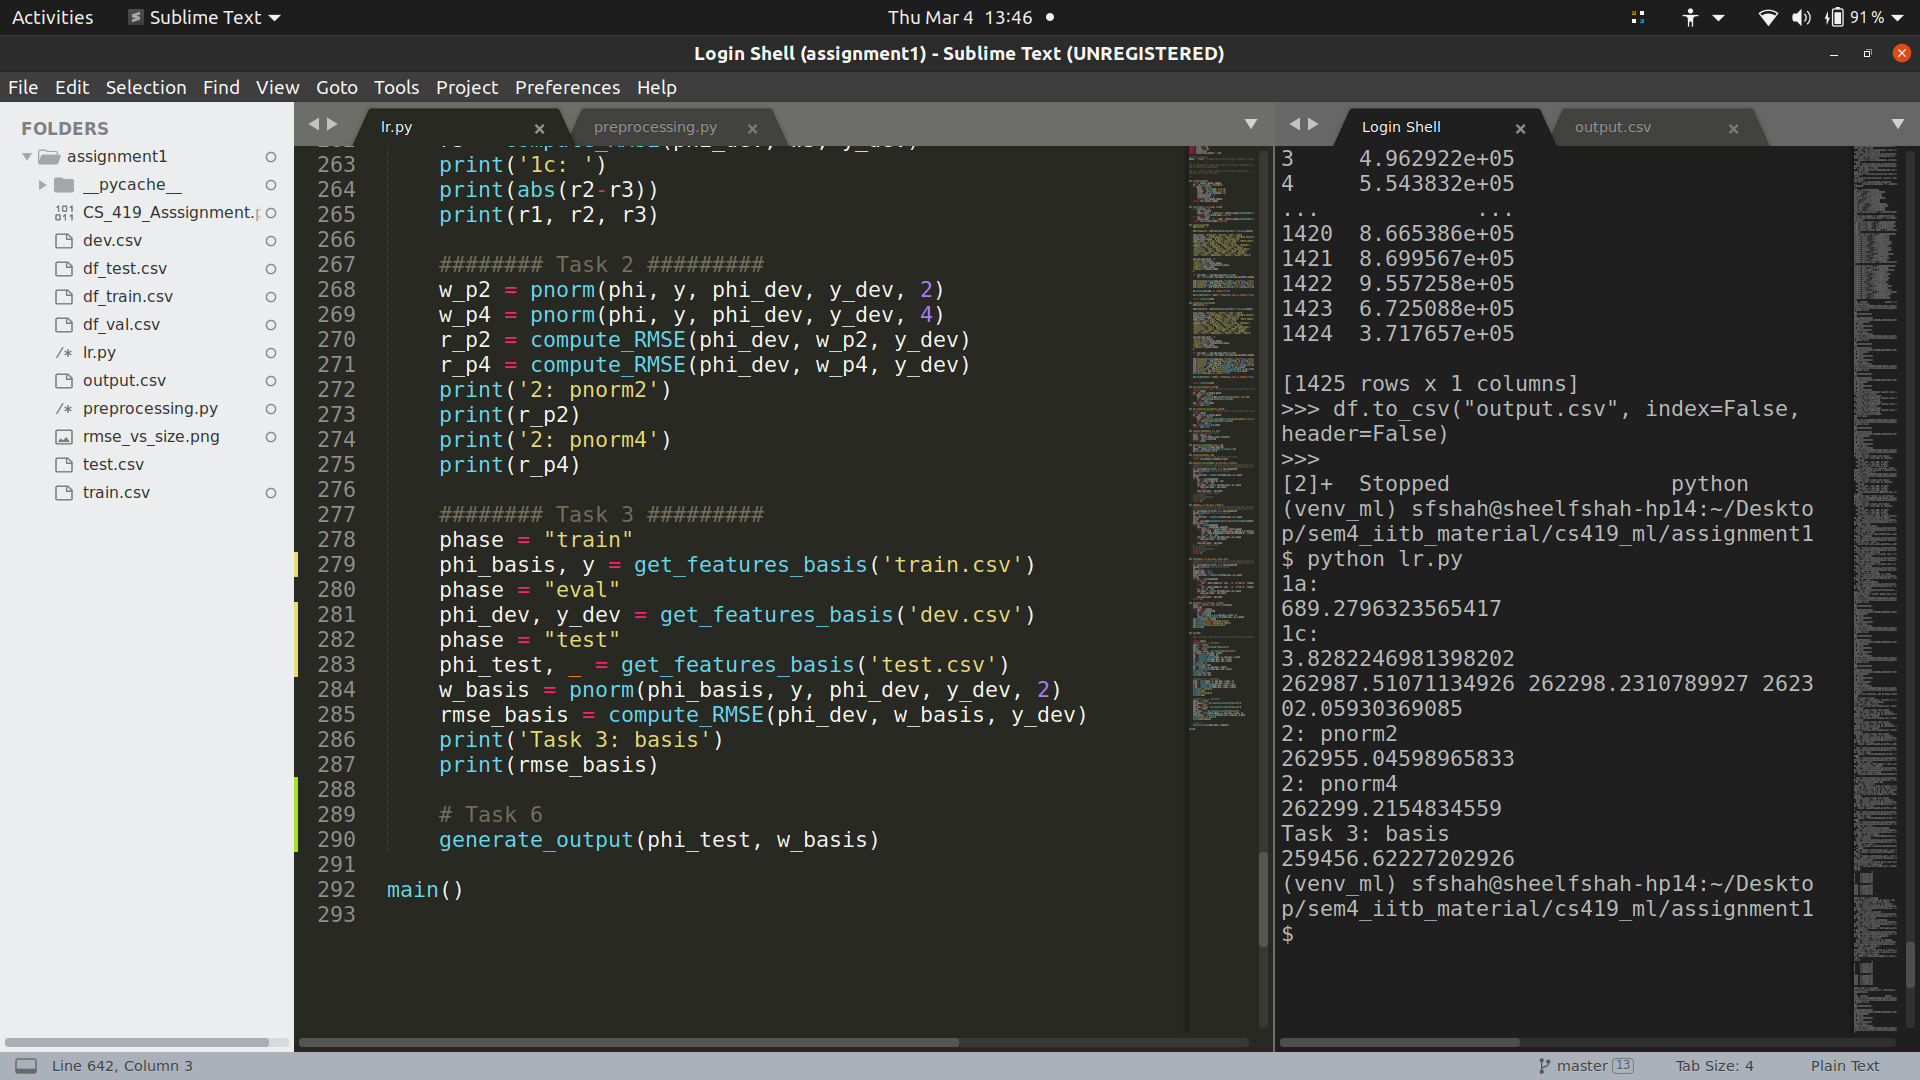 Activities
Sublime Text
Thu Mar 4 13:46
91 %
Login Shell (assignment1) - Sublime Text (UNREGISTERED)
File Edit Selection Find View Goto Tools Project Preferences Help
FOLDERS
assignment1
__pycache__
CS_419_Asssignment.p
dev.csv
df_test.csv
df_train.csv
df_val.csv
lr.py
output.csv
preprocessing.py
rmse_vs_size.png
test.csv
train.csv
lr.py
preprocessing.py
263 print('1c: ')
264 print(abs(r2-r3))
265 print(r1, r2, r3)
266
267 ######## Task 2 #########
268 w_p2 = pnorm(phi, y, phi_dev, y_dev, 2)
269 w_p4 = pnorm(phi, y, phi_dev, y_dev, 4)
270 r_p2 = compute_RMSE(phi_dev, w_p2, y_dev)
271 r_p4 = compute_RMSE(phi_dev, w_p4, y_dev)
272 print('2: pnorm2')
273 print(r_p2)
274 print('2: pnorm4')
275 print(r_p4)
276
277 ######## Task 3 #########
278 phase = "train"
279 phi_basis, y = get_features_basis('train.csv')
280 phase = "eval"
281 phi_dev, y_dev = get_features_basis('dev.csv')
282 phase = "test"
283 phi_test, _ = get_features_basis('test.csv')
284 w_basis = pnorm(phi_basis, y, phi_dev, y_dev, 2)
285 rmse_basis = compute_RMSE(phi_dev, w_basis, y_dev)
286 print('Task 3: basis')
287 print(rmse_basis)
288
289 # Task 6
290 generate_output(phi_test, w_basis)
291
292 main()
293
Login Shell
output.csv
3 4.962922e+05
4 5.543832e+05
... ...
1420 8.665386e+05
1421 8.699567e+05
1422 9.557258e+05
1423 6.725088e+05
1424 3.717657e+05
[1425 rows x 1 columns]
>>> df.to_csv("output.csv", index=False,
header=False)
>>>
[2]+ Stopped python
(venv_ml) sfshah@sheelfshah-hp14:~/Deskto
p/sem4_iitb_material/cs419_ml/assignment1
$ python lr.py
1a:
689.2796323565417
1c:
3.8282246981398202
262987.51071134926 262298.2310789927 2623
02.05930369085
2: pnorm2
262955.04598965833
2: pnorm4
262299.2154834559
Task 3: basis
259456.62227202926
(venv_ml) sfshah@sheelfshah-hp14:~/Deskto
p/sem4_iitb_material/cs419_ml/assignment1
$
Line 642, Column 3
master 13
Tab Size: 4
Plain Text